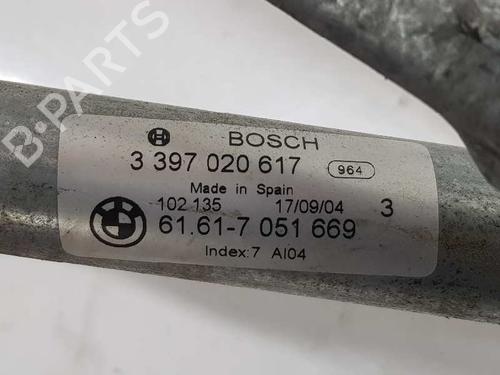 B-PARTS
BOSCH
3 397 020 617 964
Made in Spain
102 135 17/09/04 3
61.61-7 051 669
Index:7 AI04